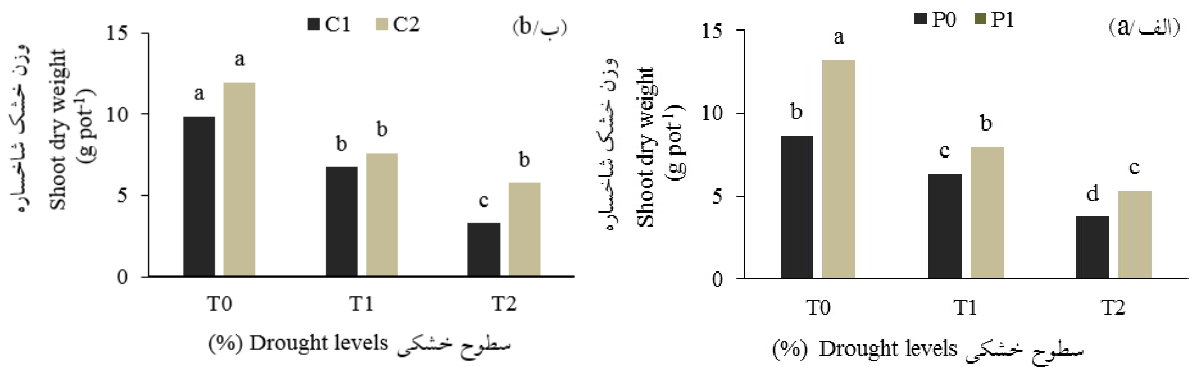 C1 C2
(ب/b)
وزن خشک شاخساره
Shoot dry weight
(g pot-1)
15
10
5
0
a
a
b
b
c
b
T0 T1 T2
سطوح خشکی Drought levels (%)
P0 P1
(الف/a)
وزن خشک شاخساره
Shoot dry weight
(g pot-1)
15
10
5
0
b
a
c
b
d
c
T0 T1 T2
سطوح خشکی Drought levels (%)